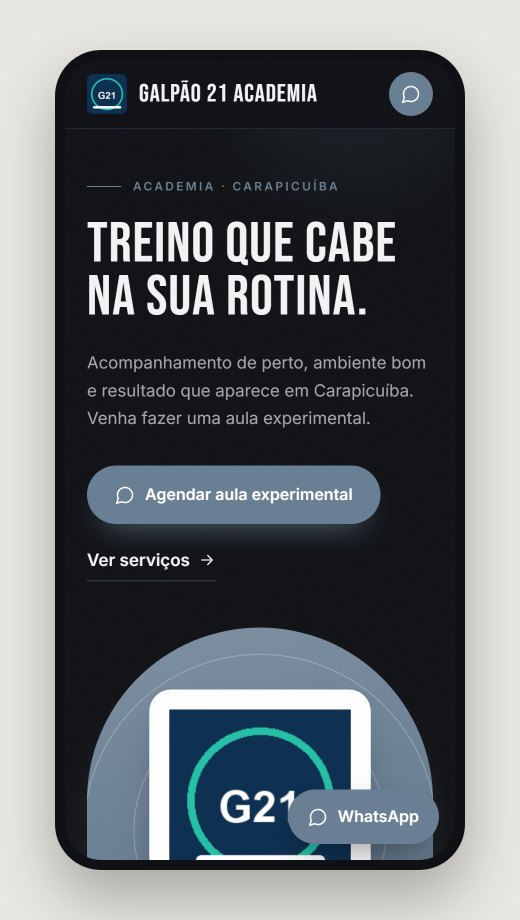 G21
GALPÃO 21 ACADEMIA
ACADEMIA · CARAPICUÍBA
TREINO QUE CABE
NA SUA ROTINA.
Acompanhamento de perto, ambiente bom
e resultado que aparece em Carapicuíba.
Venha fazer uma aula experimental.
Agendar aula experimental
Ver serviços →
G21
WhatsApp